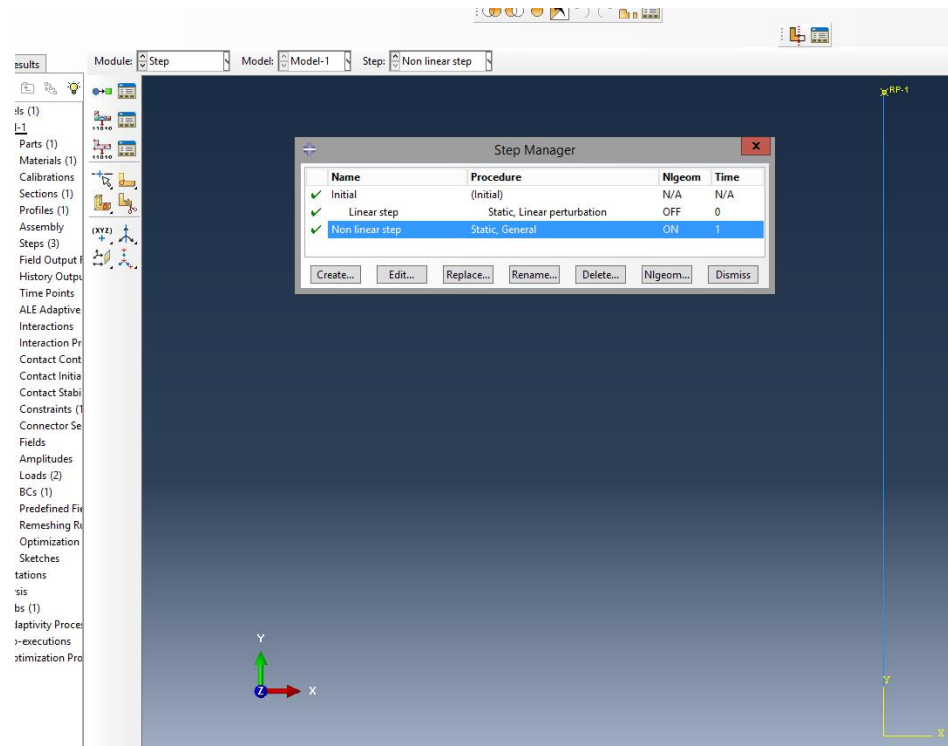 esults
Module: Step Model: Model-1 Step: Non linear step
els (1)
l-1
Parts (1)
Materials (1)
Calibrations
Sections (1)
Profiles (1)
Assembly
Steps (3)
Field Output F
History Outpu
Time Points
ALE Adaptive
Interactions
Interaction Pr
Contact Cont
Contact Initia
Contact Stabi
Constraints (1
Connector Se
Fields
Amplitudes
Loads (2)
BCs (1)
Predefined Fie
Remeshing Ru
Optimization
Sketches
tations
sis
bs (1)
daptivity Proces
o-executions
ptimization Pro
(XYZ)
Step Manager
x
Name Procedure Nlgeom Time
Initial (Initial) N/A N/A
Linear step Static, Linear perturbation OFF 0
Non linear step Static, General ON 1
Create... Edit... Replace... Rename... Delete... Nlgeom... Dismiss
RP-1
Y
Z X
Y
X